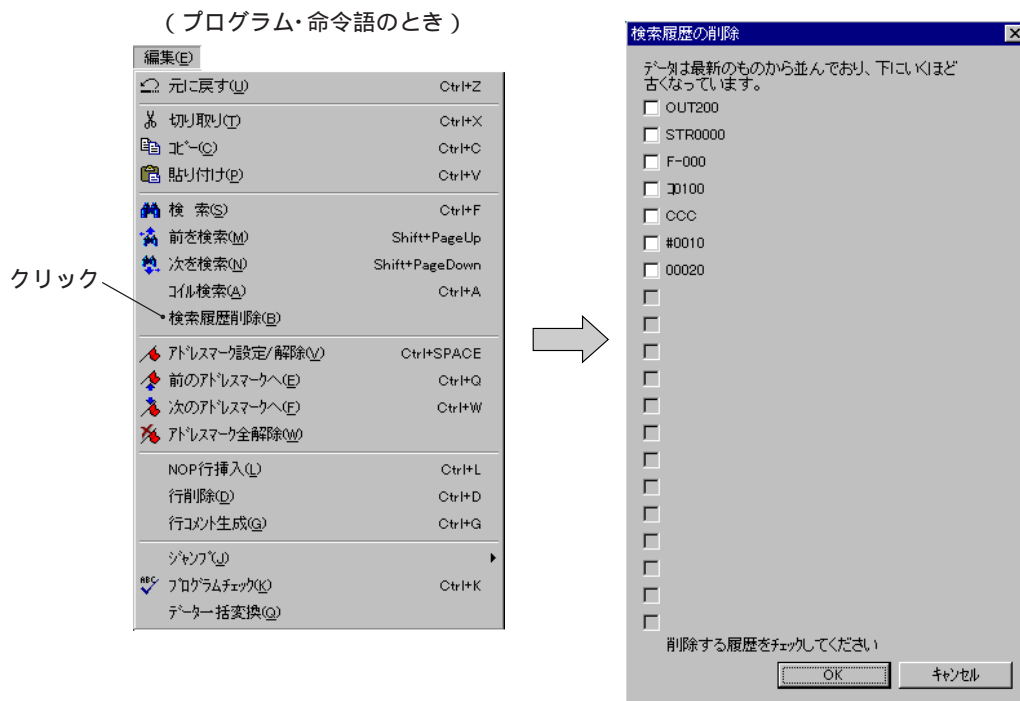 (プログラム・命令語のとき)
編集(E)
元に戻す(U) Ctrl+Z
切り取り(T) Ctrl+X
ｺﾋﾟｰ(C) Ctrl+C
貼り付け(P) Ctrl+V
検 索(S) Ctrl+F
前を検索(M) Shift+PageUp
次を検索(N) Shift+PageDown
ｺｲﾙ検索(A) Ctrl+A
クリック
検索履歴削除(B)
ｱﾄﾞﾚｽﾏｰｸ設定/解除(V) Ctrl+SPACE
前のｱﾄﾞﾚｽﾏｰｸへ(E) Ctrl+Q
次のｱﾄﾞﾚｽﾏｰｸへ(F) Ctrl+W
ｱﾄﾞﾚｽﾏｰｸ全解除(W)
NOP行挿入(L) Ctrl+L
行削除(D) Ctrl+D
行ｺﾒﾝﾄ生成(G) Ctrl+G
ｼﾞｬﾝﾌﾟ(J)
ABC ﾌﾟﾛｸﾞﾗﾑﾁｪｯｸ(K) Ctrl+K
ﾃﾞｰﾀ一括変換(Q)
検索履歴の削除
ﾃﾞｰﾀは最新のものから並んでおり、下にいくほど
古くなっています。
OUT200
STR0000
F-000
ｺ0100
CCC
#0010
00020
削除する履歴をﾁｪｯｸしてください
OK キャンセル